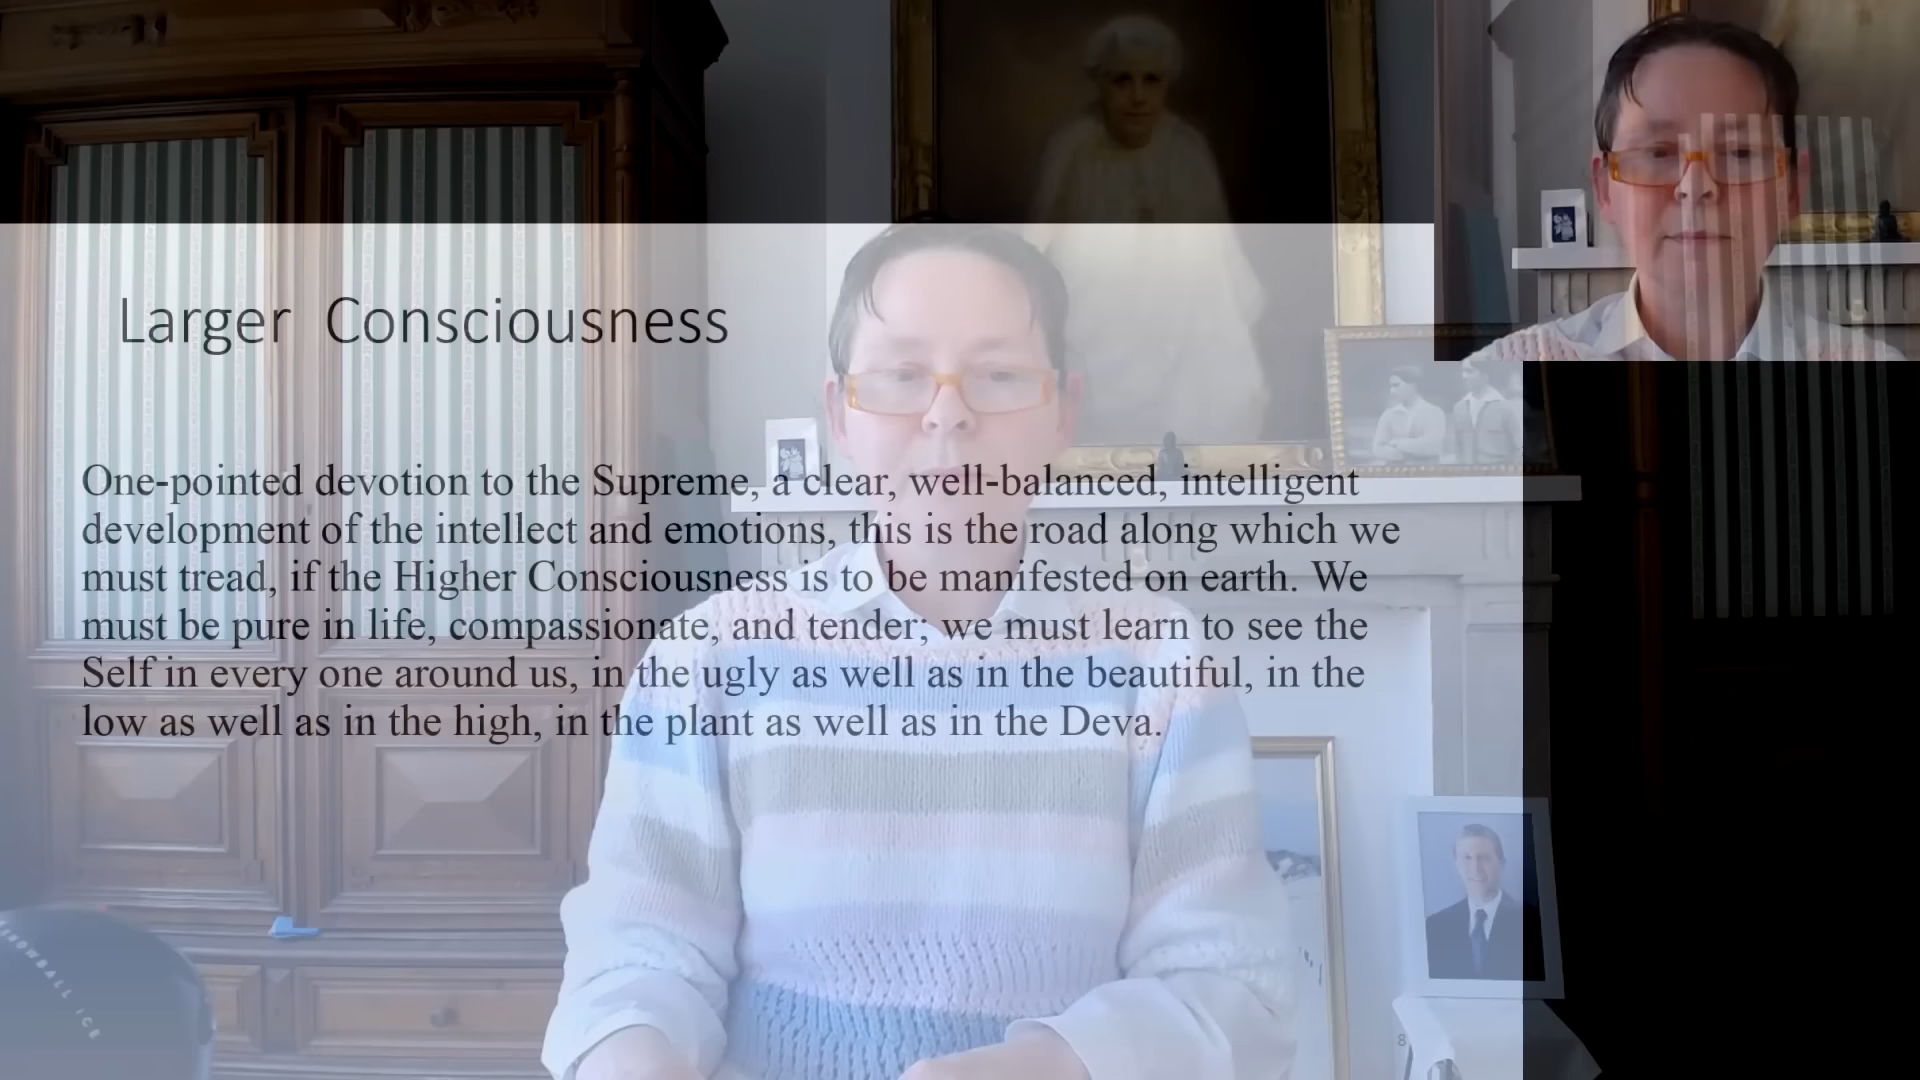 Larger Consciousness
One-pointed devotion to the Supreme, a clear, well-balanced, intelligent
development of the intellect and emotions, this is the road along which we
must tread, if the Higher Consciousness is to be manifested on earth. We
must be pure in life, compassionate, and tender; we must learn to see the
Self in every one around us, in the ugly as well as in the beautiful, in the
low as well as in the high, in the plant as well as in the Deva.
SNOWBALL ICE
8